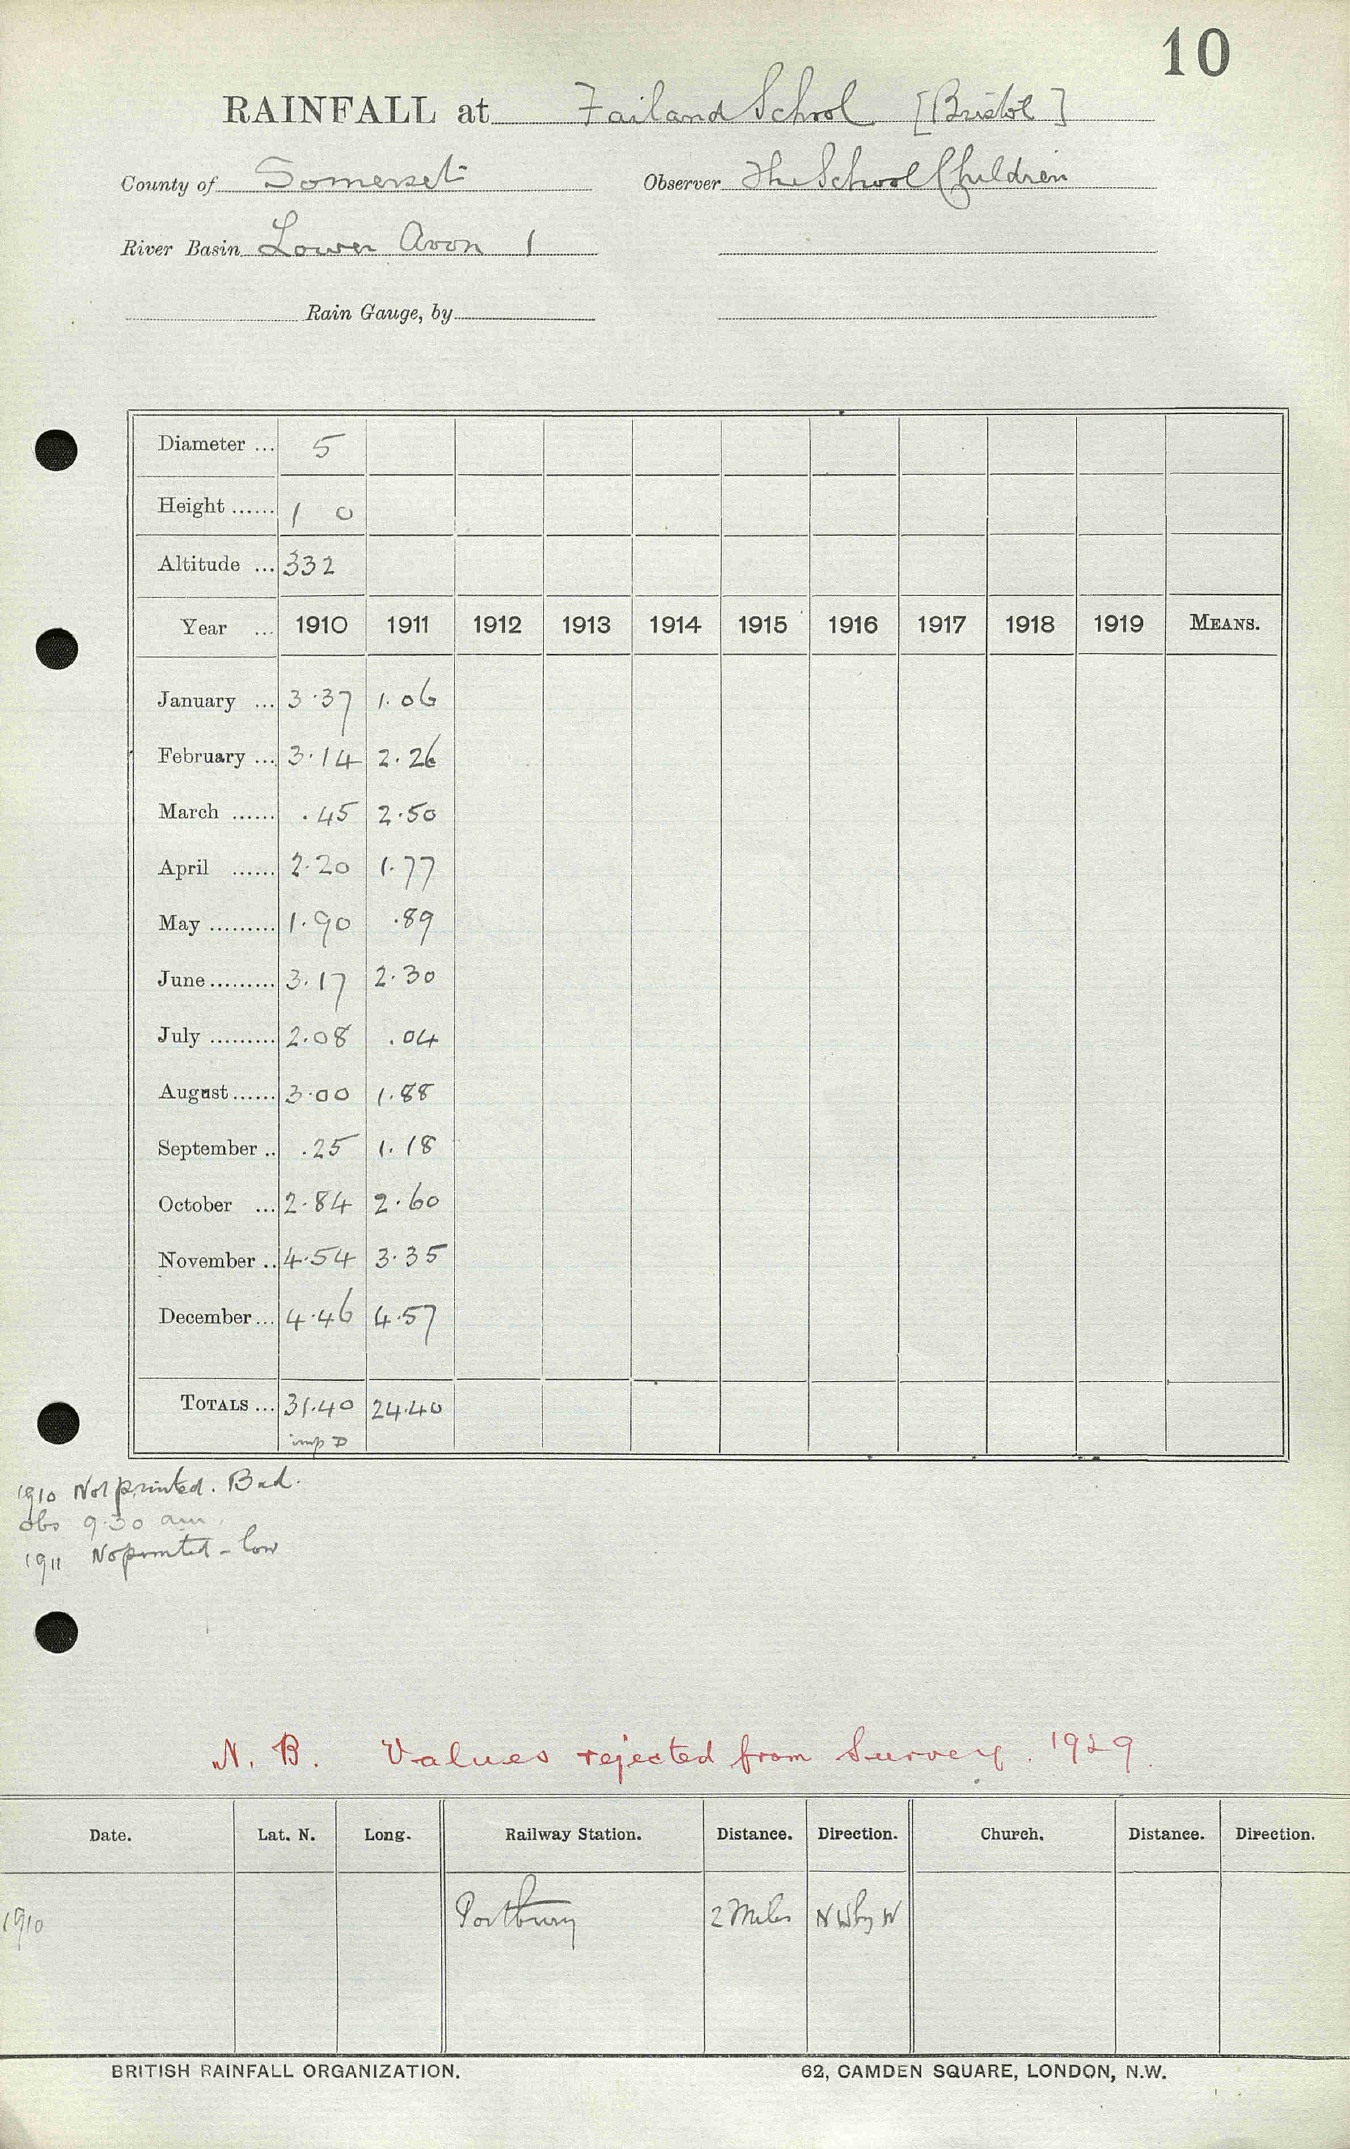 10
RAINFALL at Failand School [Bristol]
County of Somerset Observer The School Children
River Basin Lower Avon 1
Rain Gauge, by
Diameter ... 5
Height ...... 1 0
Altitude ... 332
Year ... 1910 1911 1912 1913 1914 1915 1916 1917 1918 1919 MEANS.
January ... 3.37 1.06
February ... 3.14 2.26
March ...... .45 2.50
April ...... 2.20 1.77
May ......... 1.90 .89
June ......... 3.17 2.30
July ......... 2.08 .04
August ...... 3.00 1.88
September .. .25 1.18
October ... 2.84 2.60
November .. 4.54 3.35
December ... 4.46 4.57
TOTALS ... 31.40 24.40
imp D
1910 Not printed. Bad.
obs 9.30 am.
1911 No printed - low
N. B. Values rejected from Survey. 1929.
Date. Lat. N. Long. Railway Station. Distance. Direction. Church. Distance. Direction.
1910 Portbury 2 Miles NW by W
BRITISH RAINFALL ORGANIZATION. 62, CAMDEN SQUARE, LONDON, N.W.